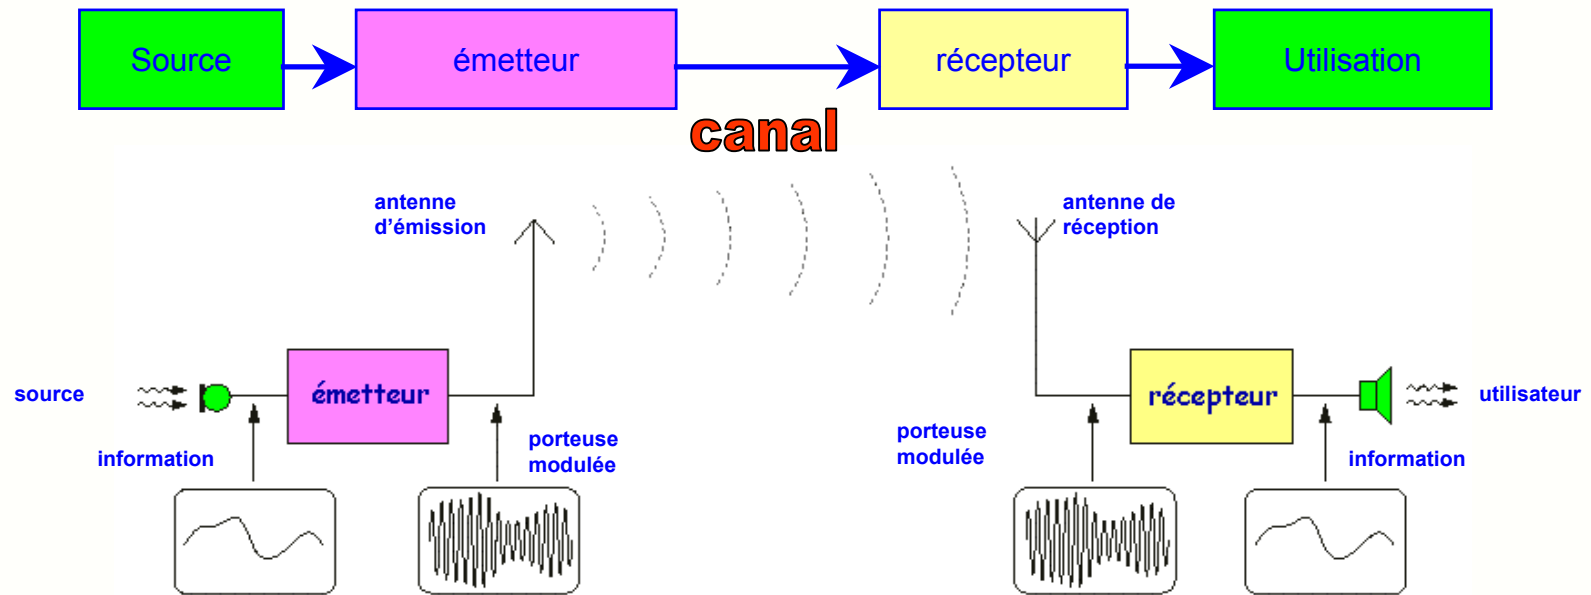 Source
émetteur
récepteur
Utilisation
canal
antenne
d’émission
antenne de
réception
source
émetteur
récepteur
utilisateur
information
porteuse
modulée
porteuse
modulée
information